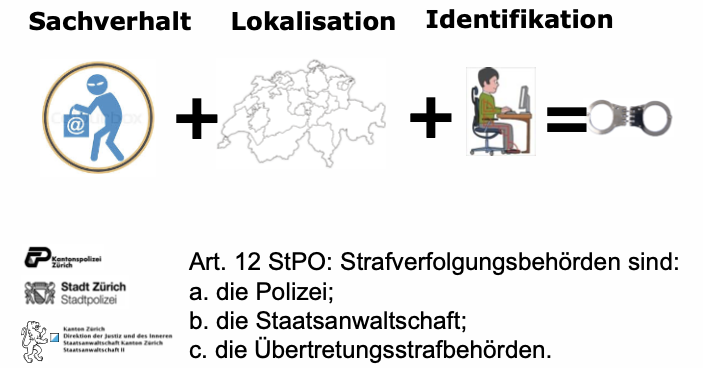 Sachverhalt
Lokalisation
Identifikation
@
+
+
=
Kantonspolizei
Zürich
Stadt Zürich
Stadtpolizei
Kanton Zürich
Direktion der Justiz und des Inneren
Staatsanwaltschaft Kanton Zürich
Staatsanwaltschaft II
Art. 12 StPO: Strafverfolgungsbehörden sind:
a. die Polizei;
b. die Staatsanwaltschaft;
c. die Übertretungsstrafbehörden.